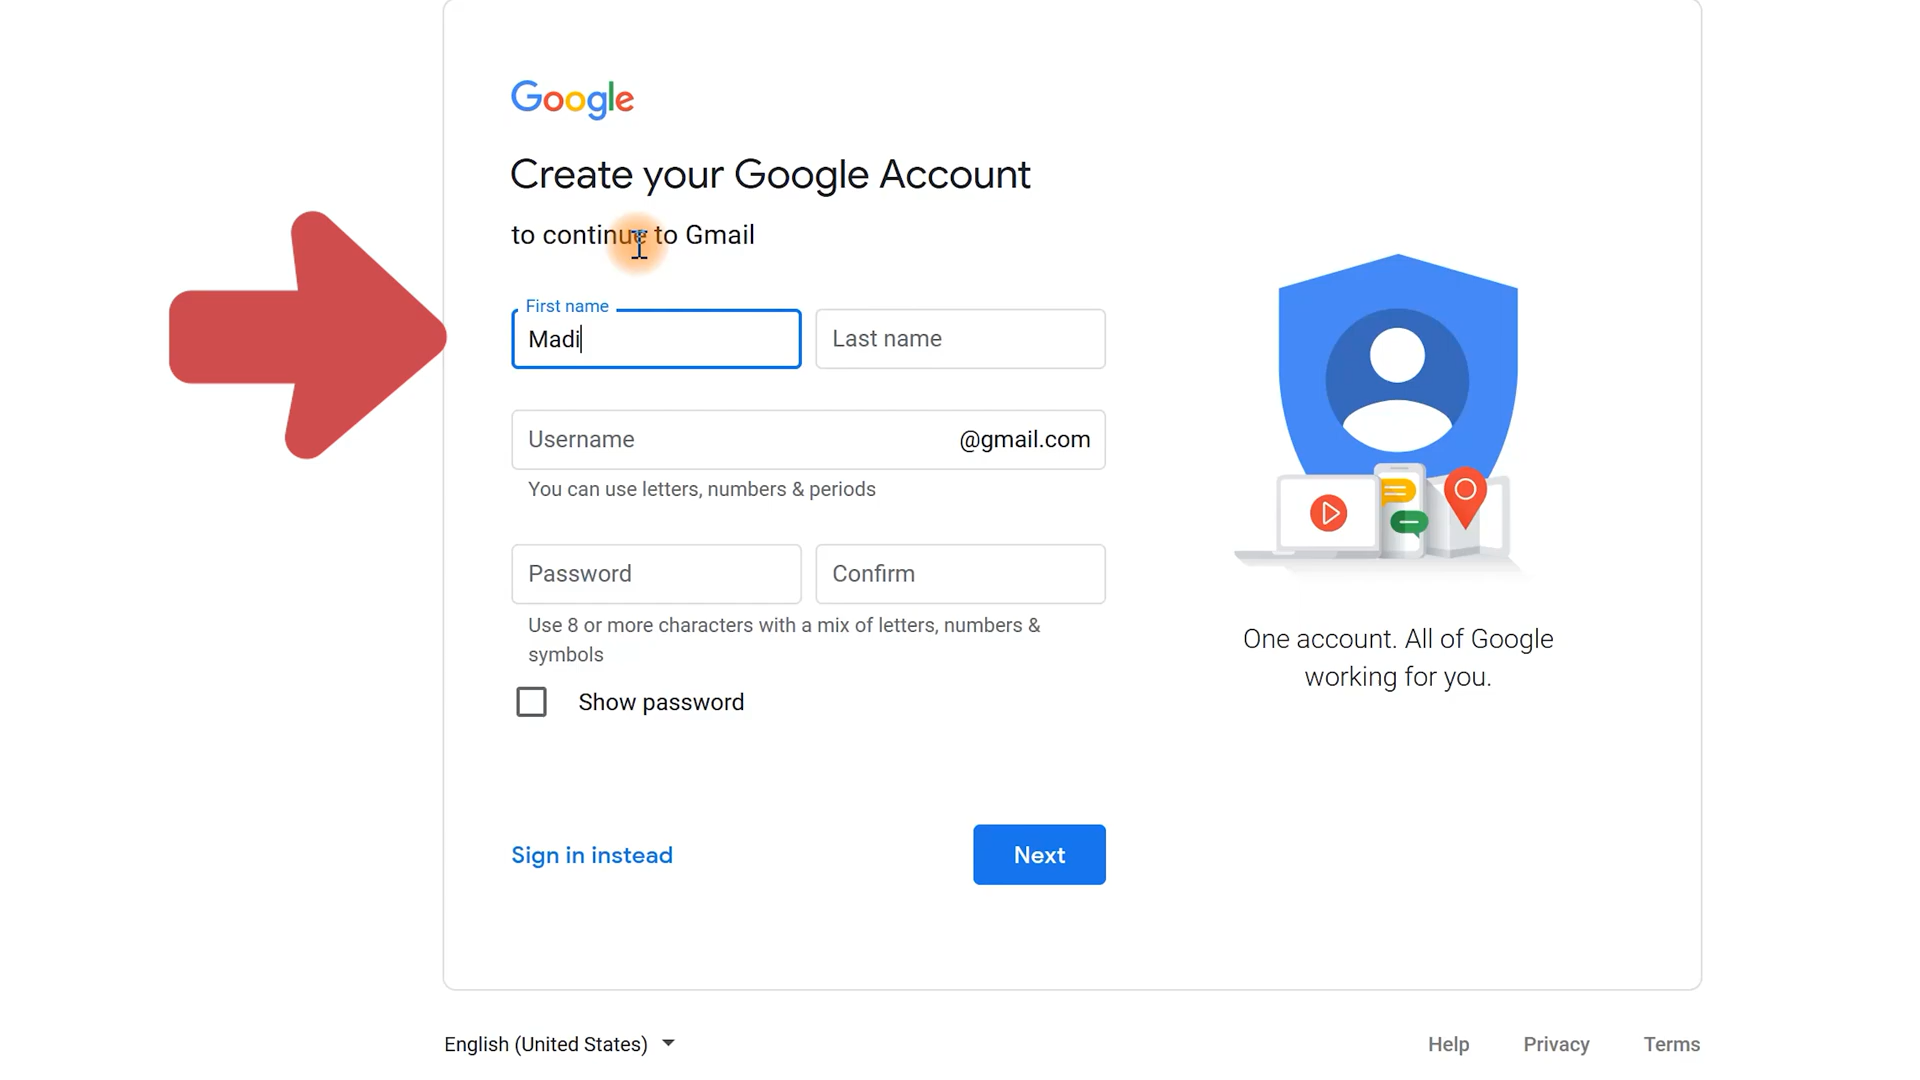 Google
Create your Google Account
to continue to Gmail
First name
Madi
Last name
Username
@gmail.com
You can use letters, numbers & periods
Password
Confirm
Use 8 or more characters with a mix of letters, numbers &
symbols
Show password
Sign in instead
Next
One account. All of Google
working for you.
English (United States)
Help
Privacy
Terms